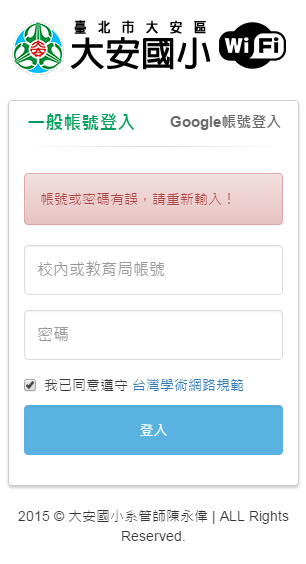 臺北市大安區
大安國小
Wi Fi
一般帳號登入 Google帳號登入
帳號或密碼有誤，請重新輸入！
校內或教育局帳號
密碼
我已同意遵守 台灣學術網路規範
登入
2015 © 大安國小系管師陳永偉 | ALL Rights
Reserved.